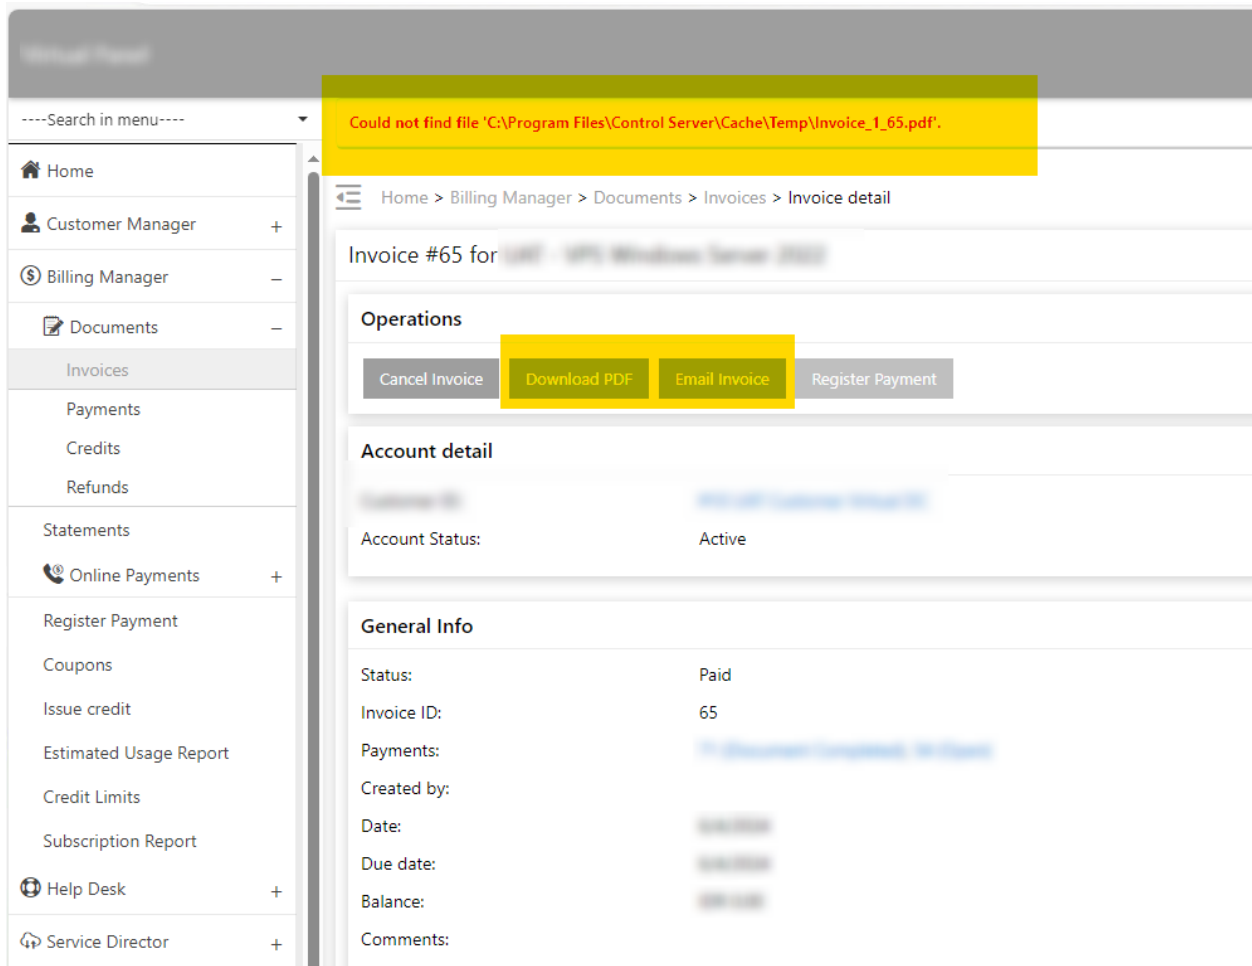 ----Search in menu----
Could not find file 'C:\Program Files\Control Server\Cache\Temp\Invoice_1_65.pdf'.
Home
Customer Manager +
Billing Manager –
Documents –
Invoices
Payments
Credits
Refunds
Statements
Online Payments +
Register Payment
Coupons
Issue credit
Estimated Usage Report
Credit Limits
Subscription Report
Help Desk +
Service Director +
Home > Billing Manager > Documents > Invoices > Invoice detail
Invoice #65 for
Operations
Cancel Invoice Download PDF Email Invoice Register Payment
Account detail
Account Status: Active
General Info
Status: Paid
Invoice ID: 65
Payments:
Created by:
Date:
Due date:
Balance:
Comments: